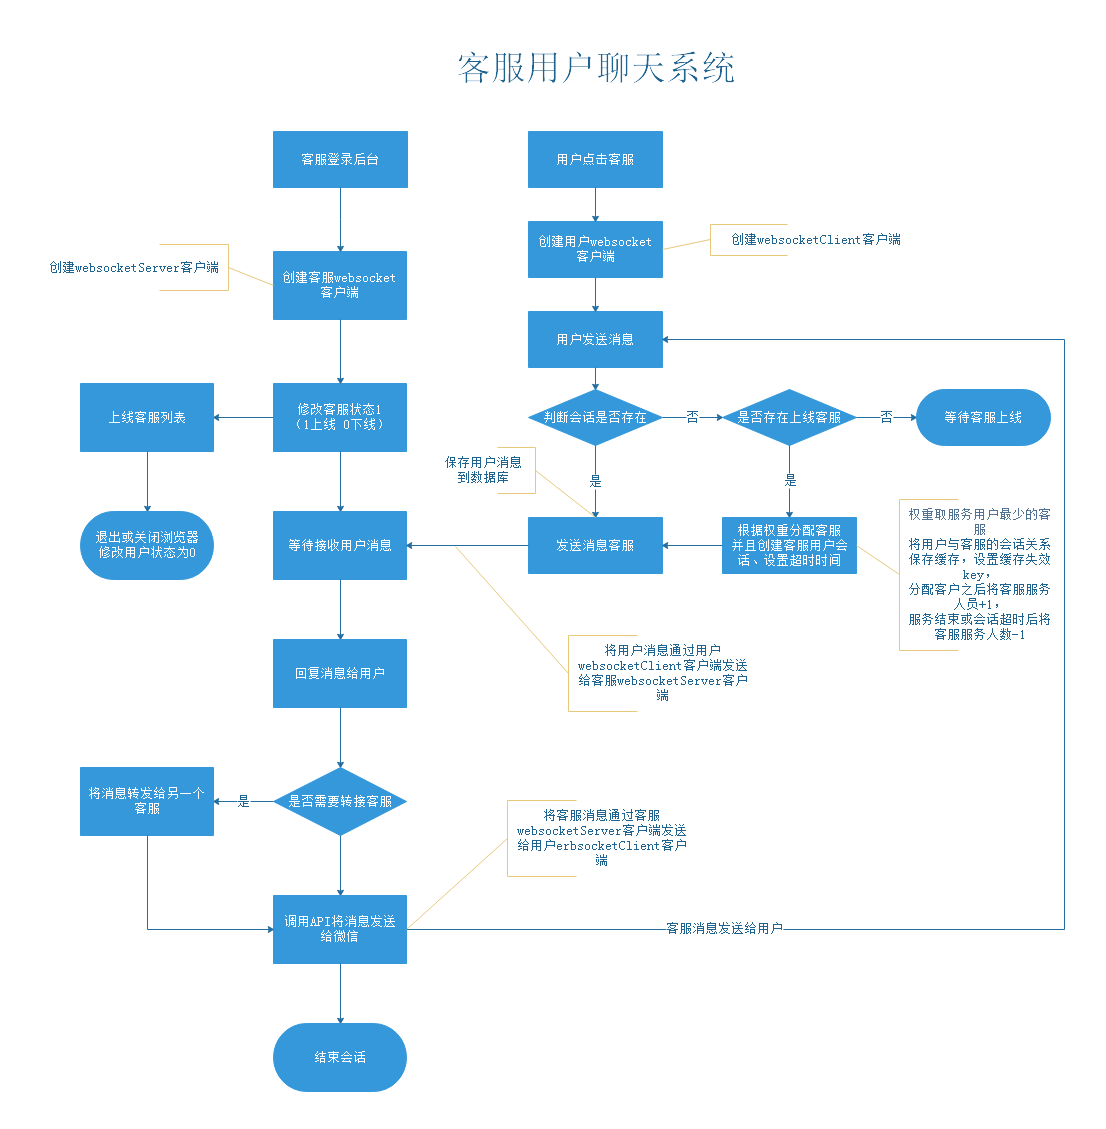 客服用户聊天系统
客服登录后台
用户点击客服
创建用户websocket
客户端
创建websocketClient客户端
创建websocketServer客户端
创建客服websocket
客户端
用户发送消息
上线客服列表
修改客服状态1
（1上线 0下线）
判断会话是否存在
否
是否存在上线客服
否
等待客服上线
保存用户消息
到数据库
是
是
退出或关闭浏览器
修改用户状态为0
等待接收用户消息
发送消息客服
根据权重分配客服
并且创建客服用户会
话、设置超时时间
权重取服务用户最少的客
服
将用户与客服的会话关系
保存缓存，设置缓存失效
key，
分配客户之后将客服服务
人员+1，
服务结束或会话超时后将
客服服务人数-1
将用户消息通过用户
websocketClient客户端发送
给客服websocketServer客户
端
回复消息给用户
将消息转发给另一个
客服
是
是否需要转接客服
将客服消息通过客服
websocketServer客户端发送
给用户erbsocketClient客户
端
调用API将消息发送
给微信
客服消息发送给用户
结束会话